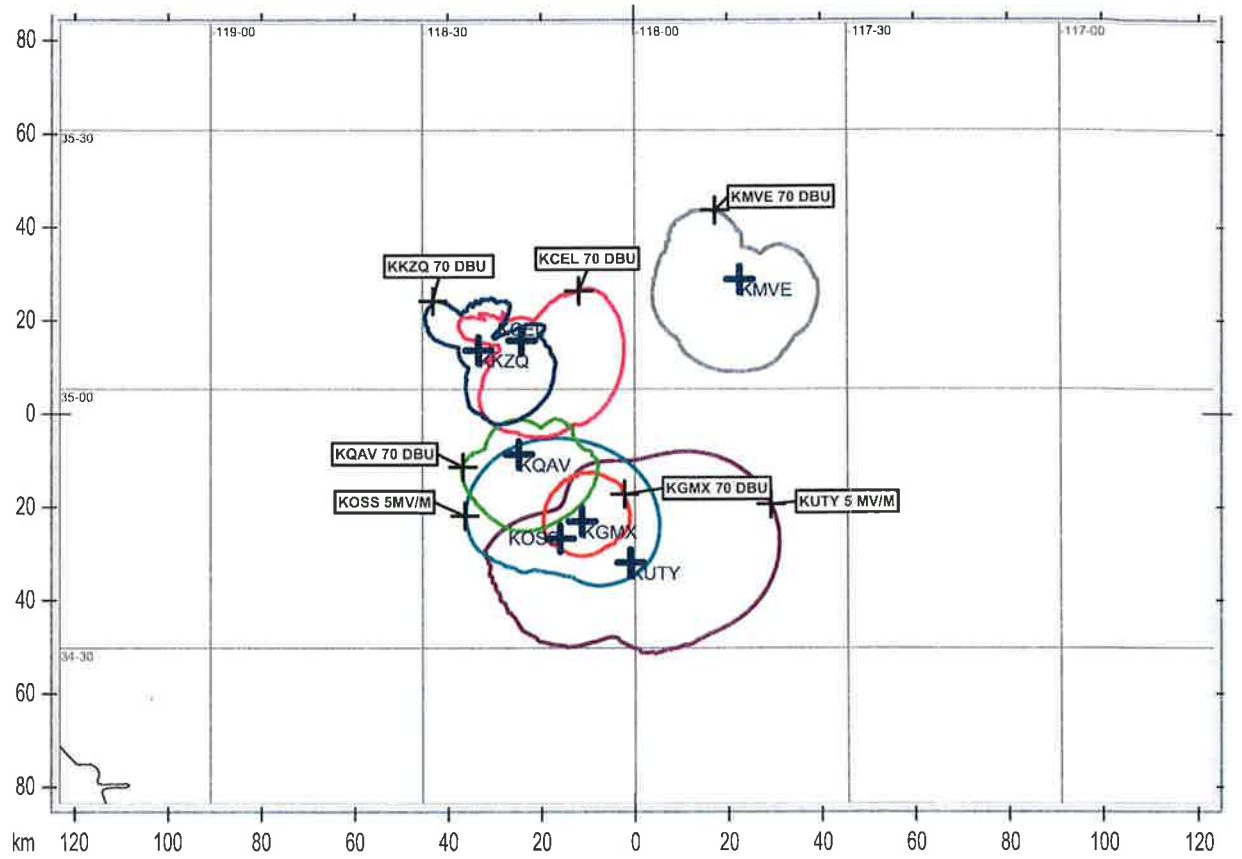 80
-119-00
-118-30
-118-00
-117-30
-117-00
60
35-30
KMVE 70 DBU
40
KCEL 70 DBU
KKZQ 70 DBU
KMVE
20
KCEL
KKZQ
35-00
0
KQAV 70 DBU
KQAV
KGMX 70 DBU
KOSS 5MV/M
KUTY 5 MV/M
20
KOSS
KGMX
KUTY
40
34-30
60
80
km 120 100 80 60 40 20 0 20 40 60 80 100 120